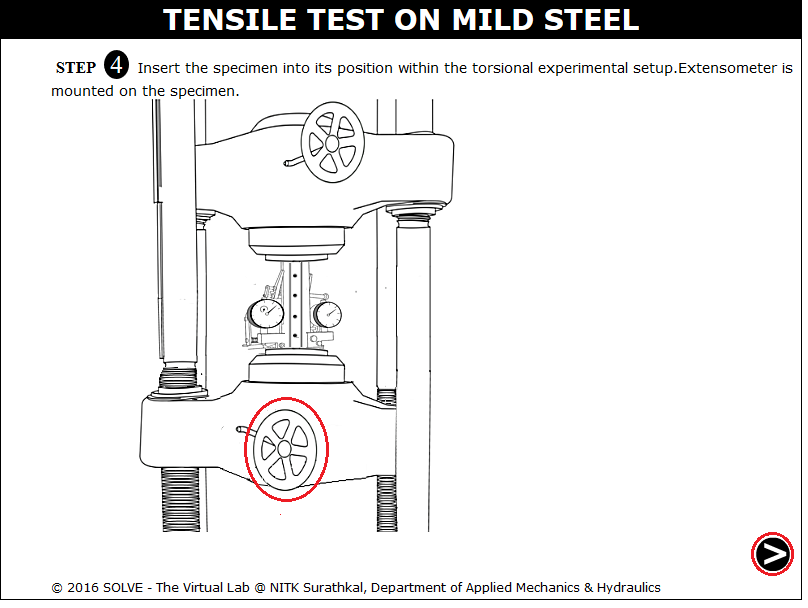 TENSILE TEST ON MILD STEEL
STEP 4 Insert the specimen into its position within the torsional experimental setup.Extensometer is
mounted on the specimen.
>
© 2016 SOLVE - The Virtual Lab @ NITK Surathkal, Department of Applied Mechanics & Hydraulics